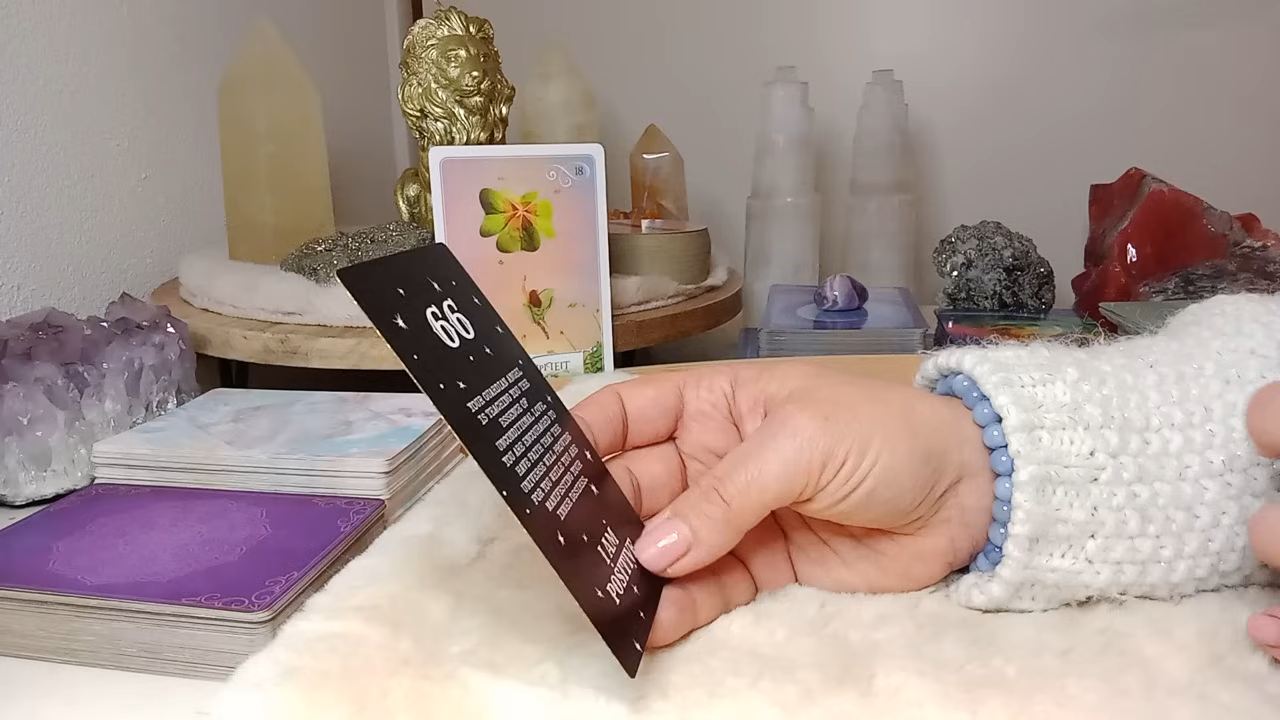 18
66
YOUR GUARDIAN ANGEL
IS TEACHING YOU THE
ESSENCE OF
UNCONDITIONAL LOVE.
YOU ARE ENCOURAGED TO
HAVE FAITH THAT THE
UNIVERSE WILL PROVIDE
FOR YOU WHILE YOU ARE
MANIFESTING YOUR
INNER DESIRES.
I AM
POSITIVE